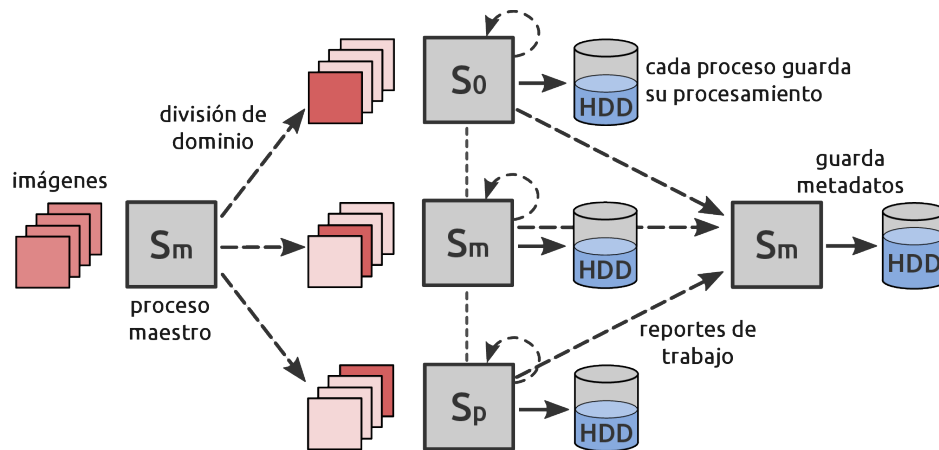 imágenes
Sm
proceso
maestro
división de
dominio
S0
HDD
cada proceso guarda
su procesamiento
Sm
HDD
Sp
HDD
reportes de
trabajo
guarda
metadatos
Sm
HDD